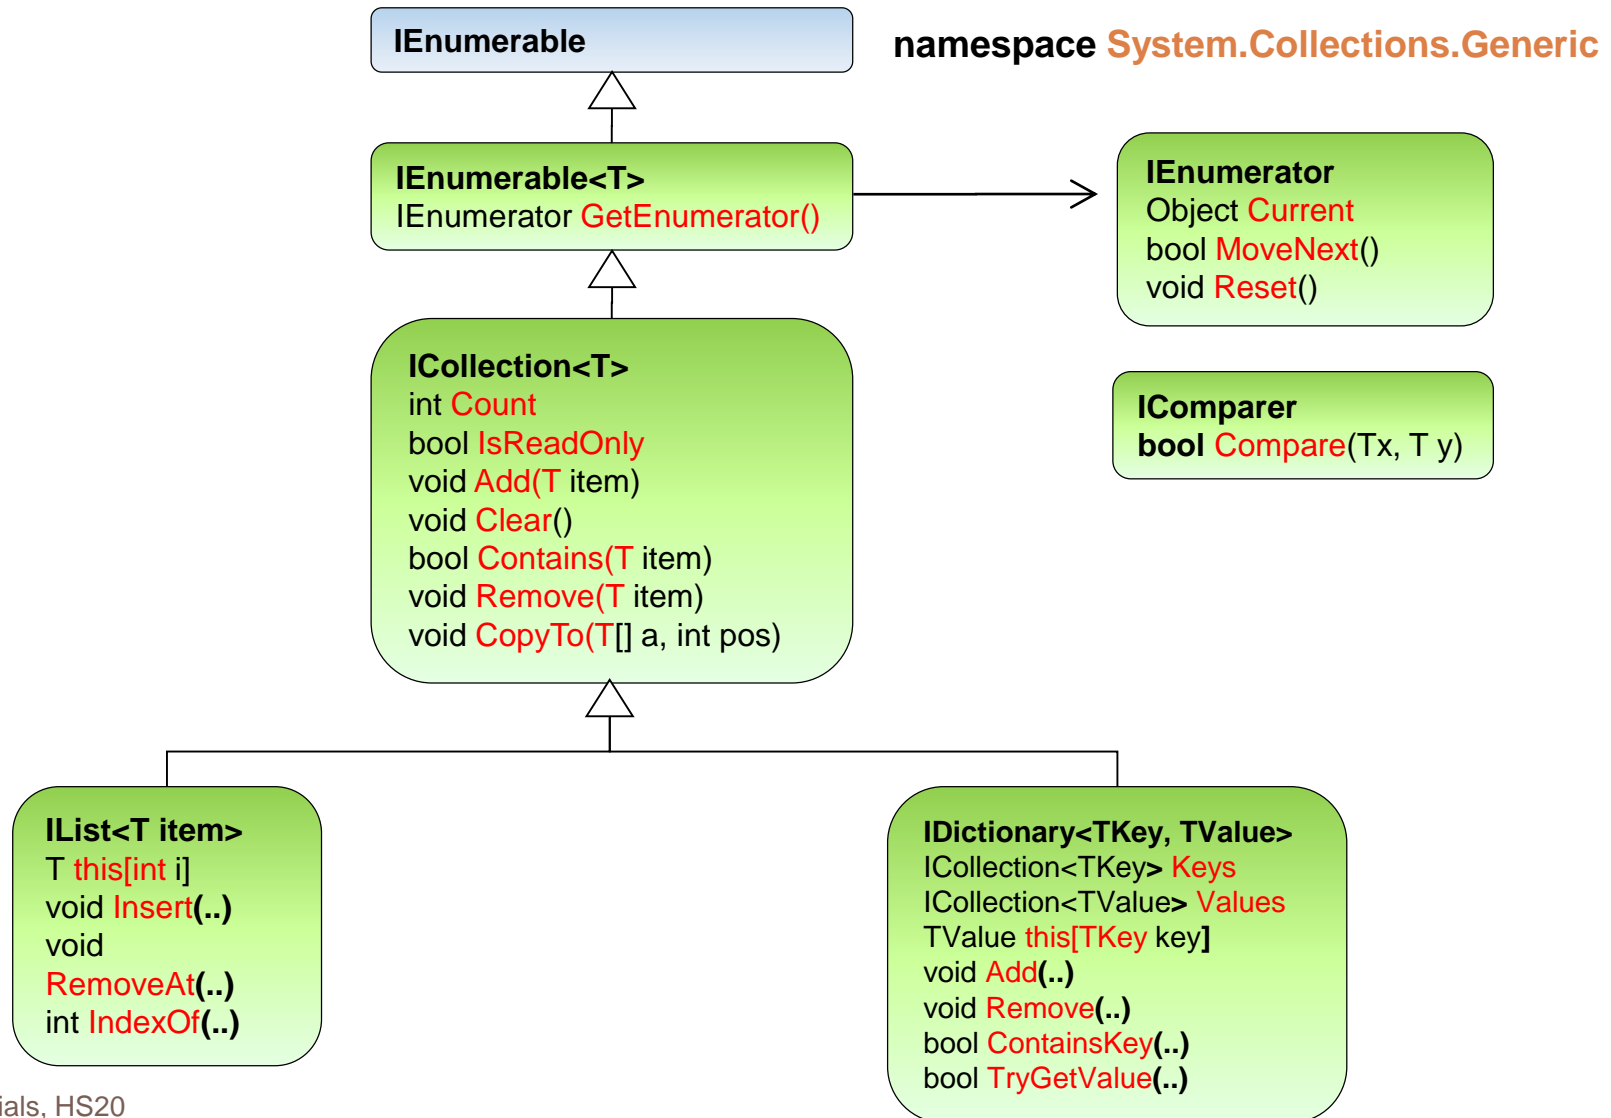 IEnumerable
namespace System.Collections.Generic
IEnumerable<T>
IEnumerator GetEnumerator()
IEnumerator
Object Current
bool MoveNext()
void Reset()
ICollection<T>
int Count
bool IsReadOnly
void Add(T item)
void Clear()
bool Contains(T item)
void Remove(T item)
void CopyTo(T[] a, int pos)
IComparer
bool Compare(Tx, T y)
IList<T item>
T this[int i]
void Insert(..)
void
RemoveAt(..)
int IndexOf(..)
IDictionary<TKey, TValue>
ICollection<TKey> Keys
ICollection<TValue> Values
TValue this[TKey key]
void Add(..)
void Remove(..)
bool ContainsKey(..)
bool TryGetValue(..)
ials, HS20